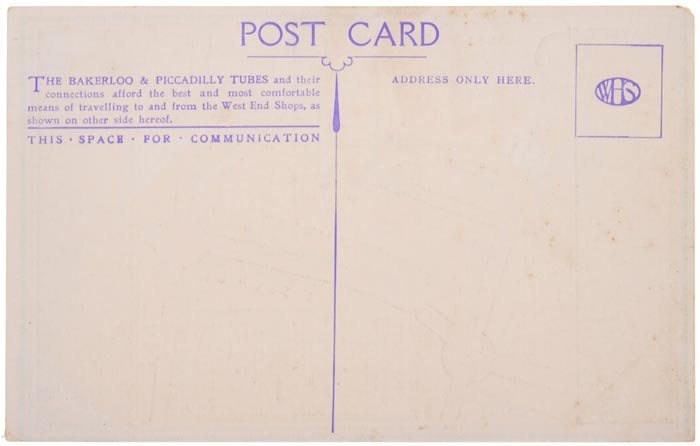 POST CARD
THE BAKERLOO & PICCADILLY TUBES and their
connections afford the best and most comfortable
means of travelling to and from the West End Shops, as
shown on other side hereof.
THIS · SPACE · FOR · COMMUNICATION
ADDRESS ONLY HERE.
WHS